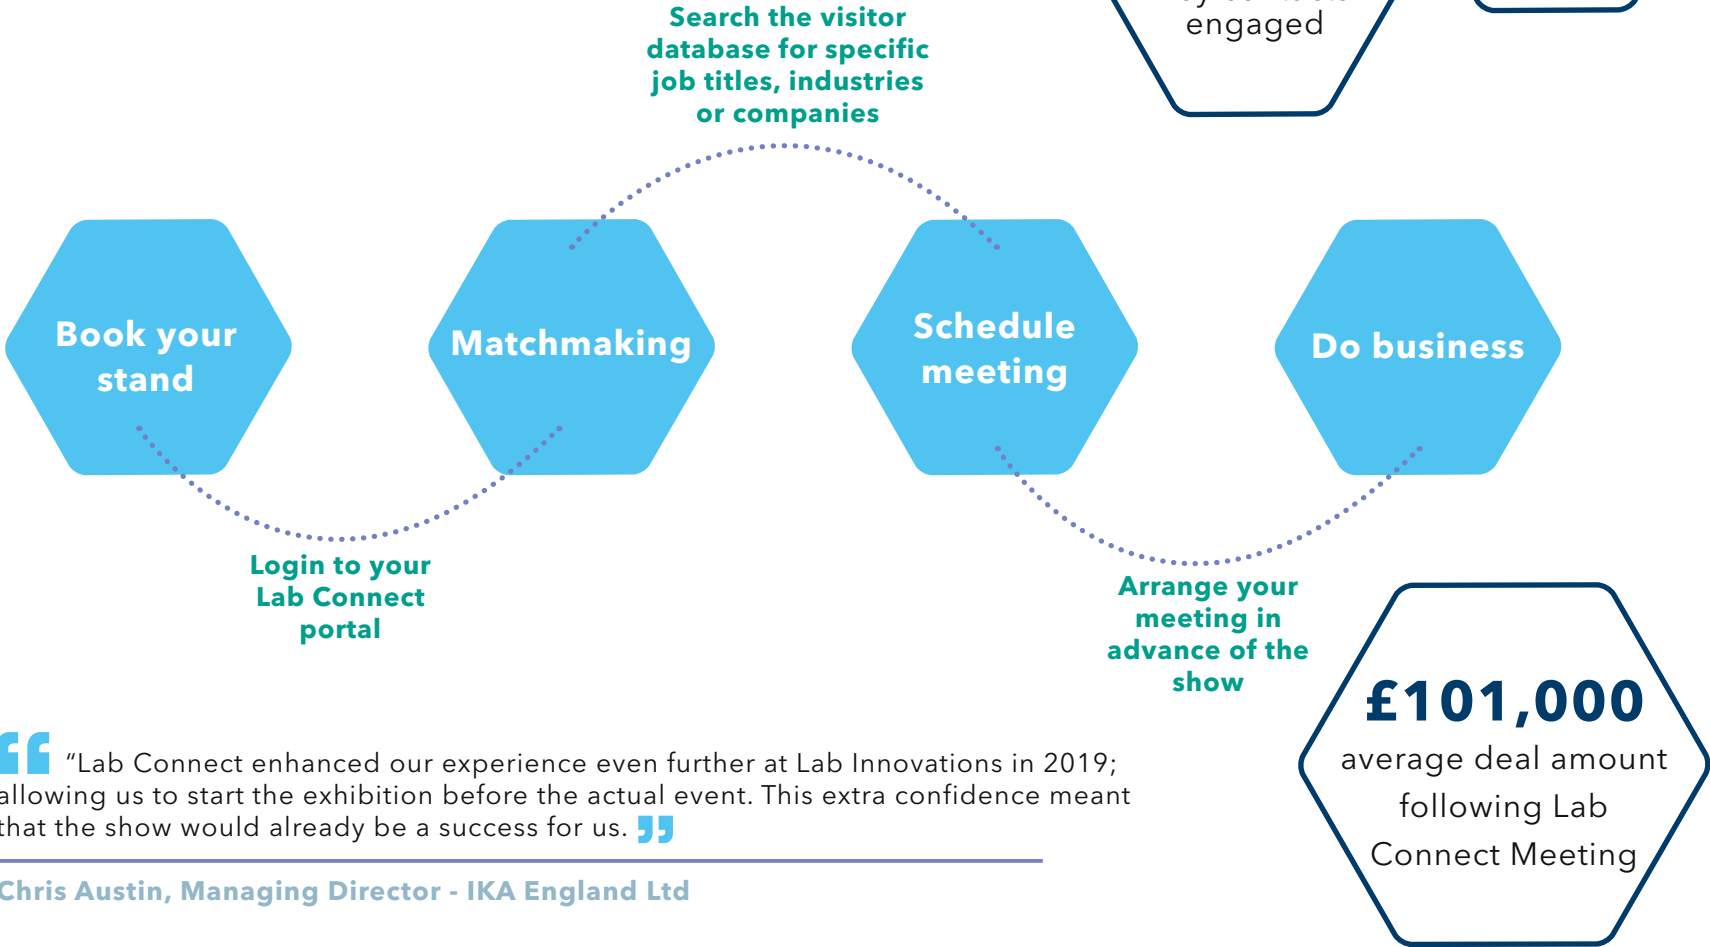 engaged
Search the visitor
database for specific
job titles, industries
or companies
Book your
stand
Matchmaking
Schedule
meeting
Do business
Login to your
Lab Connect
portal
Arrange your
meeting in
advance of the
show
£101,000
average deal amount
following Lab
Connect Meeting
“Lab Connect enhanced our experience even further at Lab Innovations in 2019;
allowing us to start the exhibition before the actual event. This extra confidence meant
that the show would already be a success for us.
Chris Austin, Managing Director - IKA England Ltd